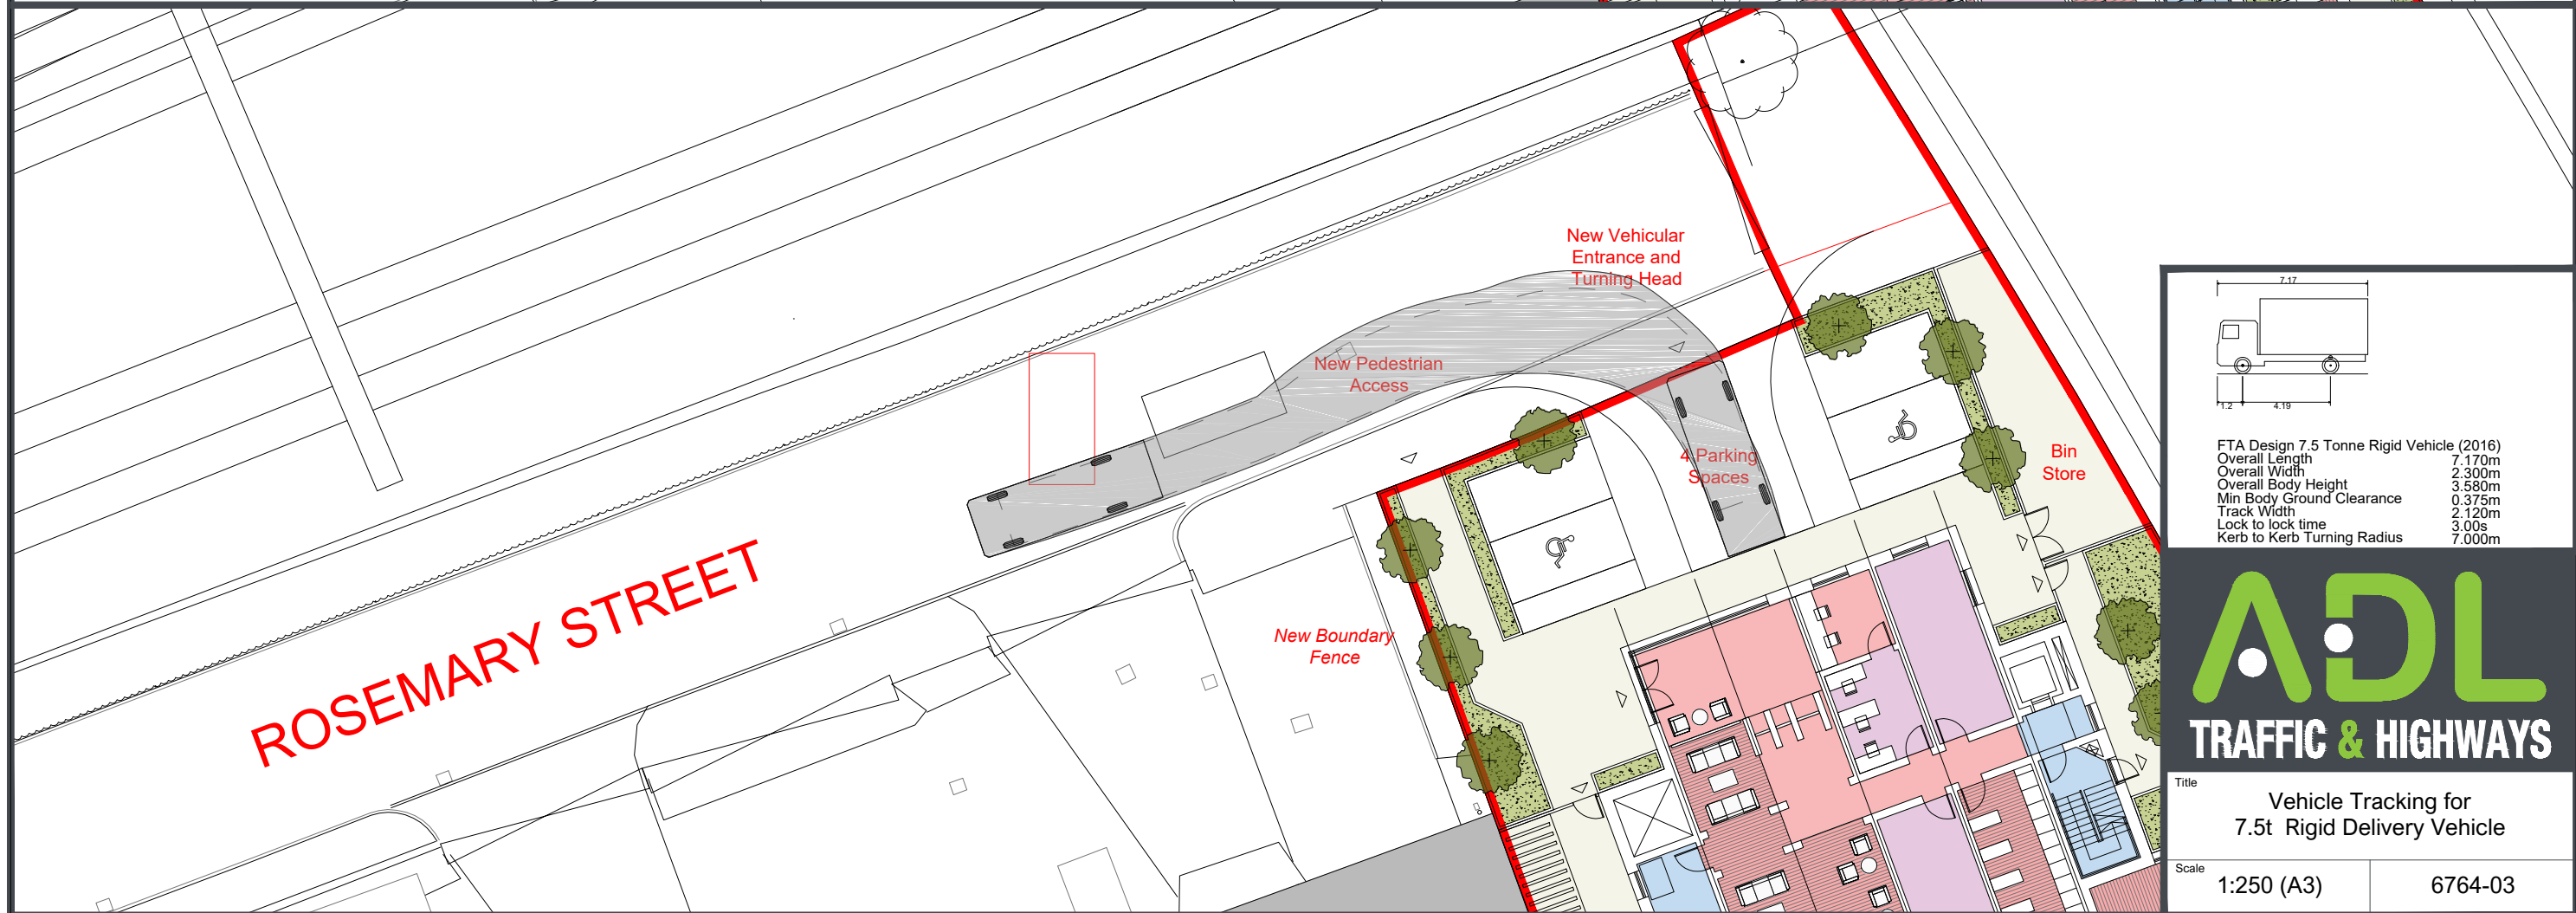 New Vehicular
Entrance and
Turning Head
New Pedestrian
Access
4 Parking
Spaces
Bin
Store
New Boundary
Fence
ROSEMARY STREET
7.17
1.2
4.19
FTA Design 7.5 Tonne Rigid Vehicle (2016)
Overall Length 7.170m
Overall Width 2.300m
Overall Body Height 3.580m
Min Body Ground Clearance 0.375m
Track Width 2.120m
Lock to lock time 3.00s
Kerb to Kerb Turning Radius 7.000m
ADL
TRAFFIC & HIGHWAYS
Title
Vehicle Tracking for
7.5t Rigid Delivery Vehicle
Scale
1:250 (A3)
6764-03